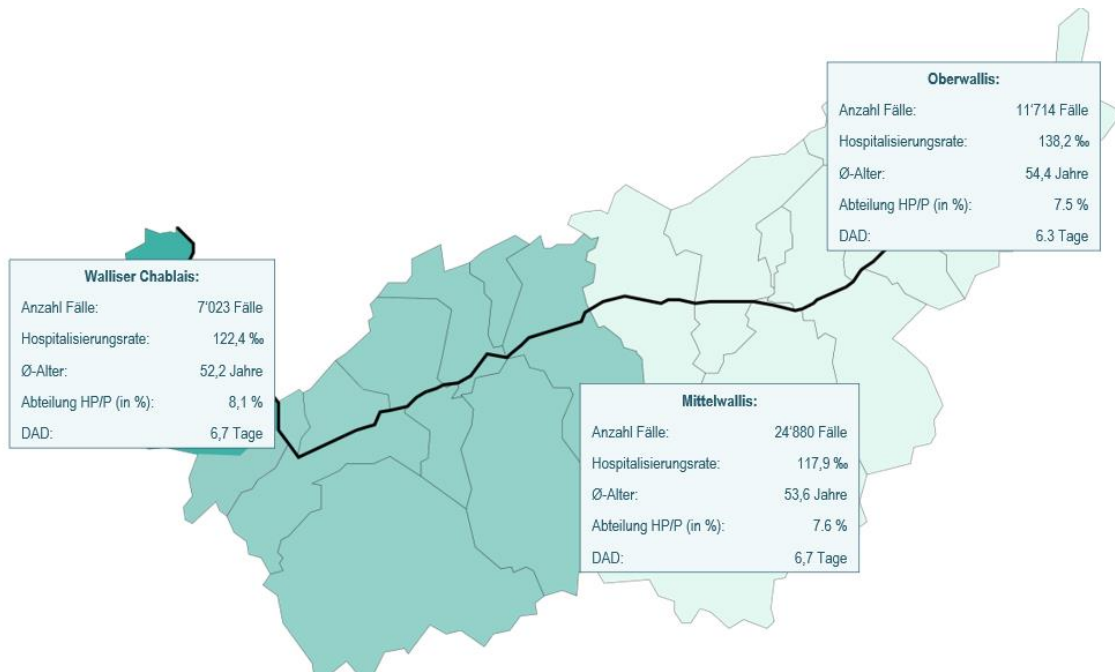 Oberwallis:
Anzahl Fälle: 11'714 Fälle
Hospitalisierungsrate: 138,2 ‰
Ø-Alter: 54,4 Jahre
Abteilung HP/P (in %): 7.5 %
DAD: 6.3 Tage
Walliser Chablais:
Anzahl Fälle: 7'023 Fälle
Hospitalisierungsrate: 122,4 ‰
Ø-Alter: 52,2 Jahre
Abteilung HP/P (in %): 8,1 %
DAD: 6,7 Tage
Mittelwallis:
Anzahl Fälle: 24'880 Fälle
Hospitalisierungsrate: 117,9 ‰
Ø-Alter: 53,6 Jahre
Abteilung HP/P (in %): 7.6 %
DAD: 6,7 Tage